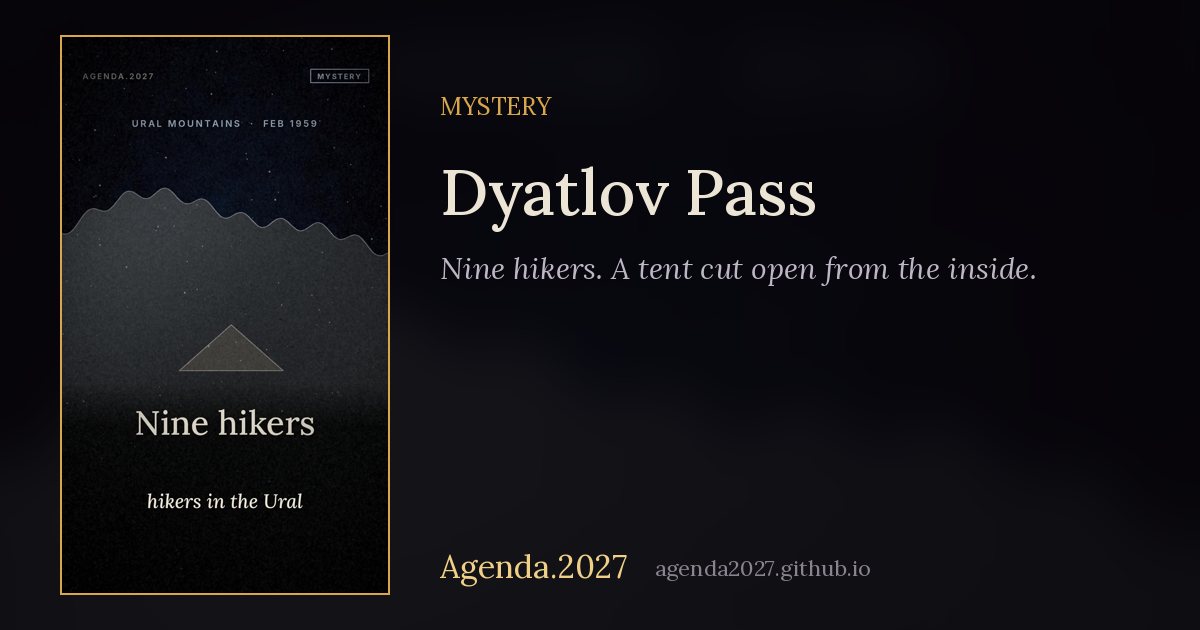 AGENDA.2027
MYSTERY
URAL MOUNTAINS · FEB 1959
Nine hikers
hikers in the Ural
MYSTERY
Dyatlov Pass
Nine hikers. A tent cut open from the inside.
Agenda.2027
agenda2027.github.io